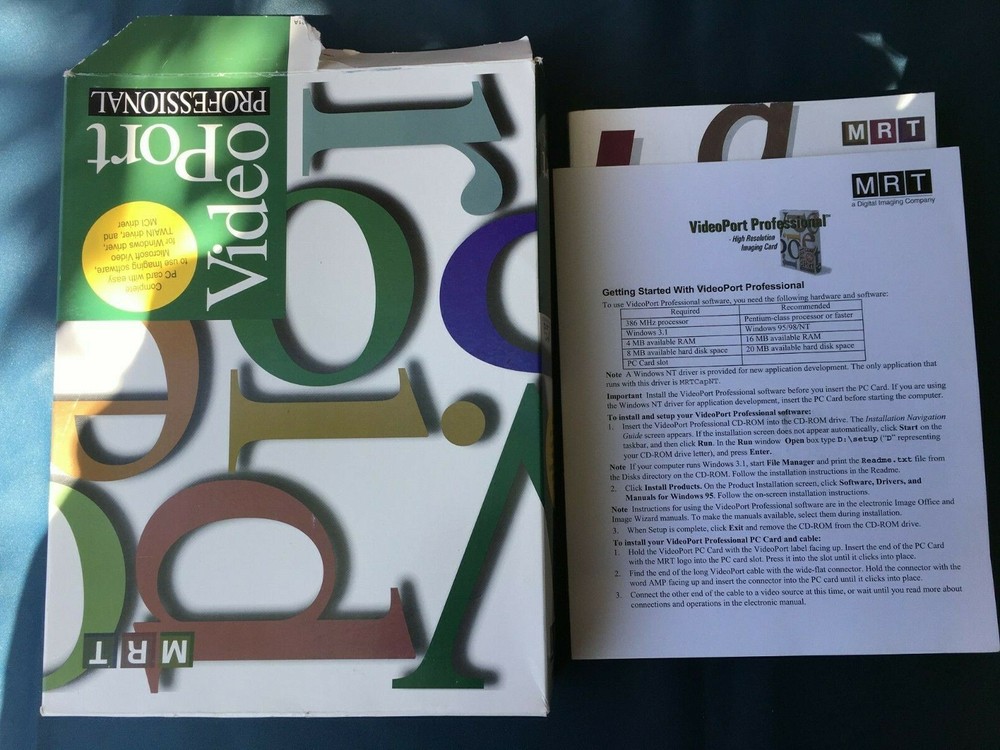 Video
Port
PROFESSIONAL
Complete
PC card with easy
to use Imaging software,
Microsoft Video
for Windows driver,
TWAIN driver, and
MCI driver
MRT
MRT
MRT
a Digital Imaging Company
VideoPort Professional™
- High Resolution
Imaging Card
Getting Started With VideoPort Professional
To use VideoPort Professional software, you need the following hardware and software:
Required Recommended
386 MHz processor Pentium-class processor or faster
Windows 3.1 Windows 95/98/NT
4 MB available RAM 16 MB available RAM
8 MB available hard disk space 20 MB available hard disk space
PC Card slot
Note A Windows NT driver is provided for new application development. The only application that
runs with this driver is MRTCapNT.
Important Install the VideoPort Professional software before you insert the PC Card. If you are using
the Windows NT driver for application development, insert the PC Card before starting the computer.
To install and setup your VideoPort Professional software:
1. Insert the VideoPort Professional CD-ROM into the CD-ROM drive. The Installation Navigation
Guide screen appears. If the installation screen does not appear automatically, click Start on the
taskbar, and then click Run. In the Run window Open box type D:\setup ("D" representing
your CD-ROM drive letter), and press Enter.
Note If your computer runs Windows 3.1, start File Manager and print the Readme.txt file from
the Disks directory on the CD-ROM. Follow the installation instructions in the Readme.
2. Click Install Products. On the Product Installation screen, click Software, Drivers, and
Manuals for Windows 95. Follow the on-screen installation instructions.
Note Instructions for using the VideoPort Professional software are in the electronic Image Office and
Image Wizard manuals. To make the manuals available, select them during installation.
3. When Setup is complete, click Exit and remove the CD-ROM from the CD-ROM drive.
To install your VideoPort Professional PC Card and cable:
1. Hold the VideoPort PC Card with the VideoPort label facing up. Insert the end of the PC Card
with the MRT logo into the PC card slot. Press it into the slot until it clicks into place.
2. Find the end of the long VideoPort cable with the wide-flat connector. Hold the connector with the
word AMP facing up and insert the connector into the PC card until it clicks into place.
3. Connect the other end of the cable to a video source at this time, or wait until you read more about
connections and operations in the electronic manual.